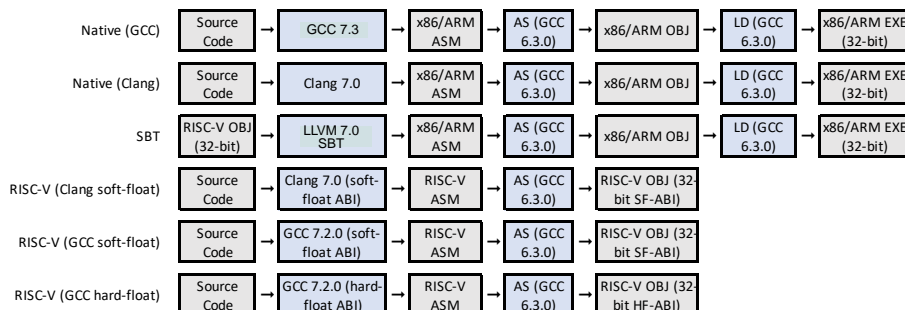 Native (GCC) Source Code GCC 7.3 x86/ARM ASM AS (GCC 6.3.0) x86/ARM OBJ LD (GCC 6.3.0) x86/ARM EXE (32-bit)
Native (Clang) Source Code Clang 7.0 x86/ARM ASM AS (GCC 6.3.0) x86/ARM OBJ LD (GCC 6.3.0) x86/ARM EXE (32-bit)
SBT RISC-V OBJ (32-bit) LLVM 7.0 SBT x86/ARM ASM AS (GCC 6.3.0) x86/ARM OBJ LD (GCC 6.3.0) x86/ARM EXE (32-bit)
RISC-V (Clang soft-float) Source Code Clang 7.0 (soft-float ABI) RISC-V ASM AS (GCC 6.3.0) RISC-V OBJ (32-bit SF-ABI)
RISC-V (GCC soft-float) Source Code GCC 7.2.0 (soft-float ABI) RISC-V ASM AS (GCC 6.3.0) RISC-V OBJ (32-bit SF-ABI)
RISC-V (GCC hard-float) Source Code GCC 7.2.0 (hard-float ABI) RISC-V ASM AS (GCC 6.3.0) RISC-V OBJ (32-bit HF-ABI)